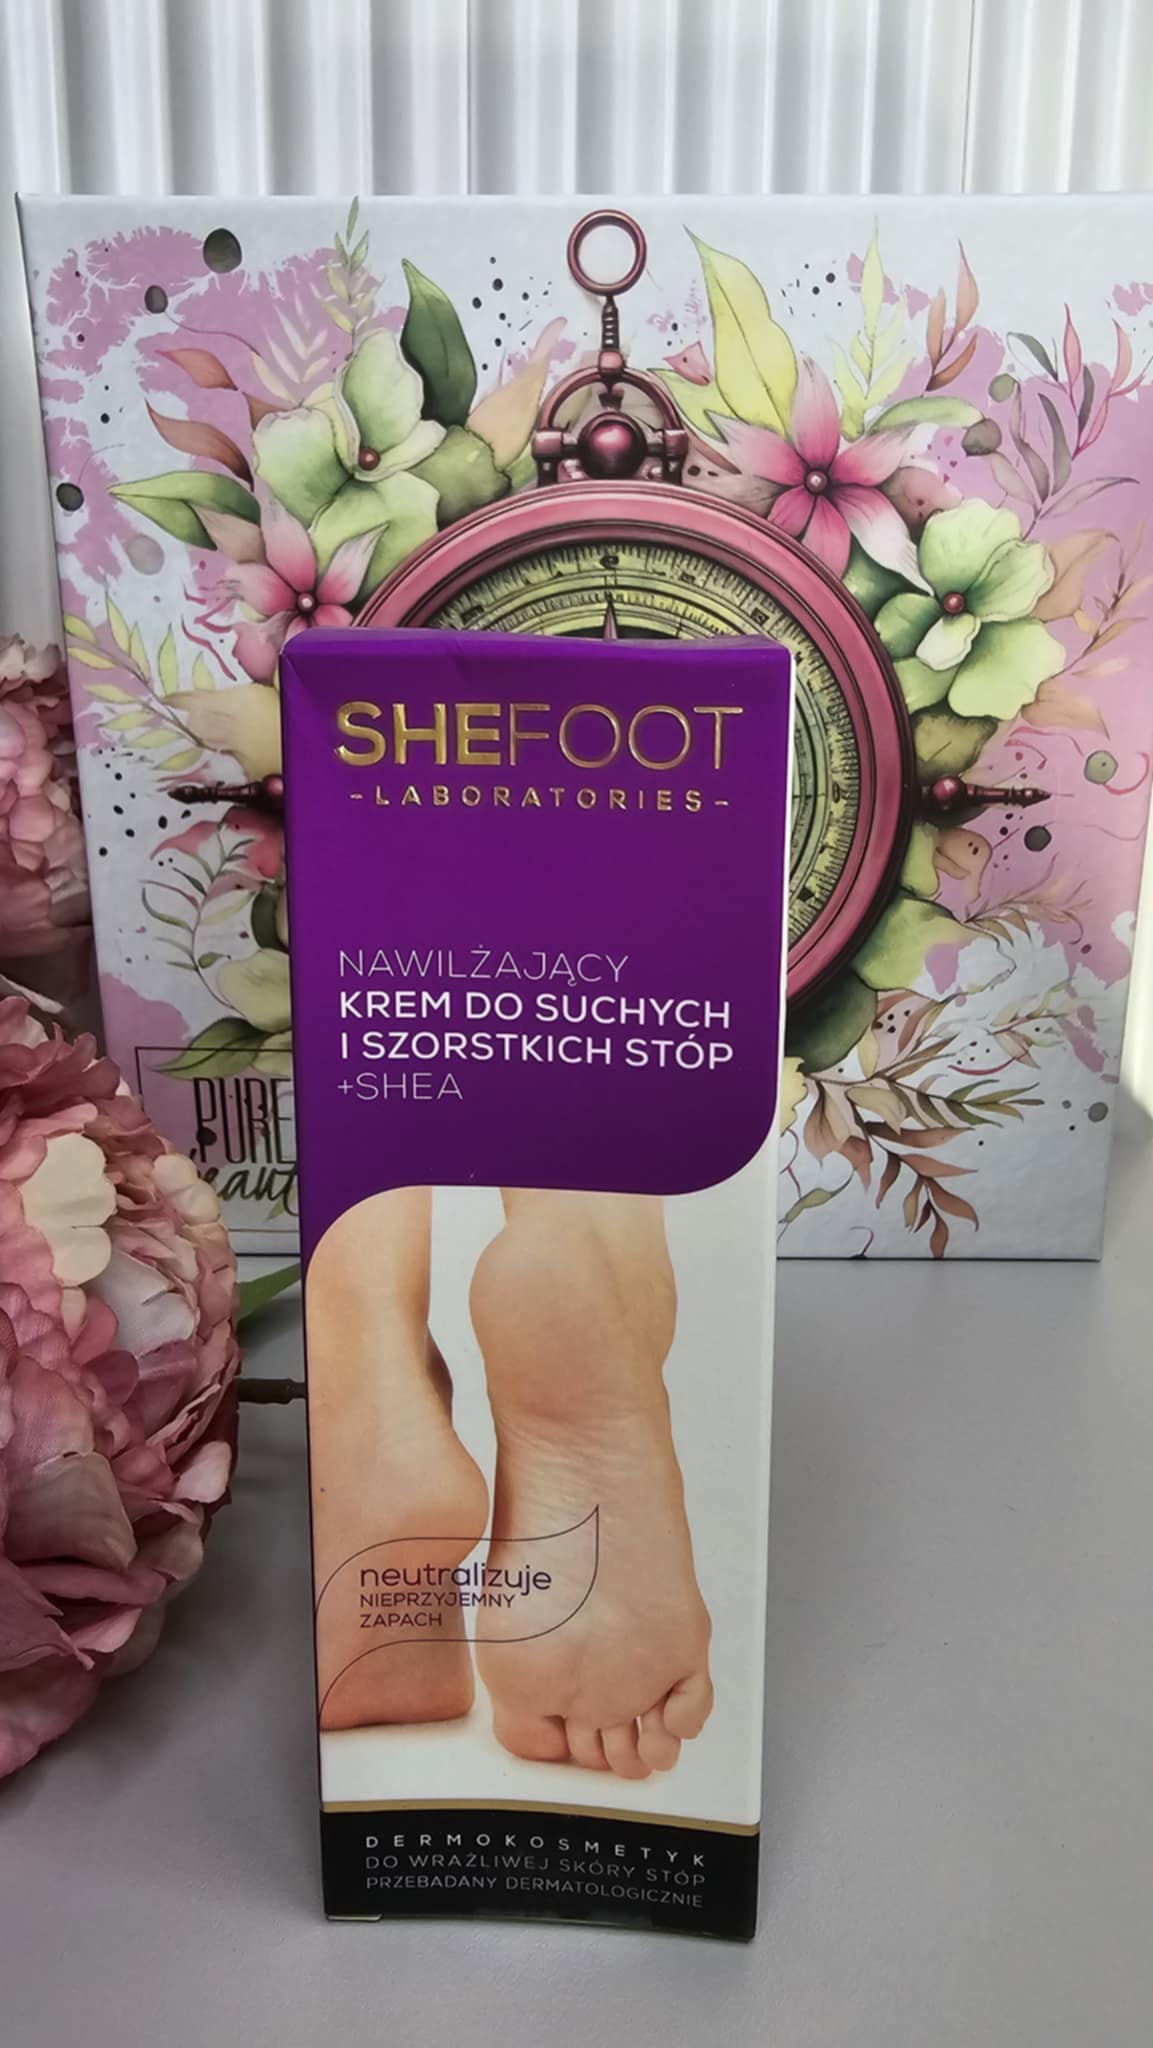 SHEFOOT
-LABORATORIES-
NAWILŻAJĄCY
KREM DO SUCHYCH
I SZORSTKICH STÓP
+SHEA
PURE
neutralizuje
NIEPRZYJEMNY
ZAPACH
DERMOKOSMETYK
DO WRAŻLIWEJ SKÓRY STÓP
PRZEBADANY DERMATOLOGICZNIE